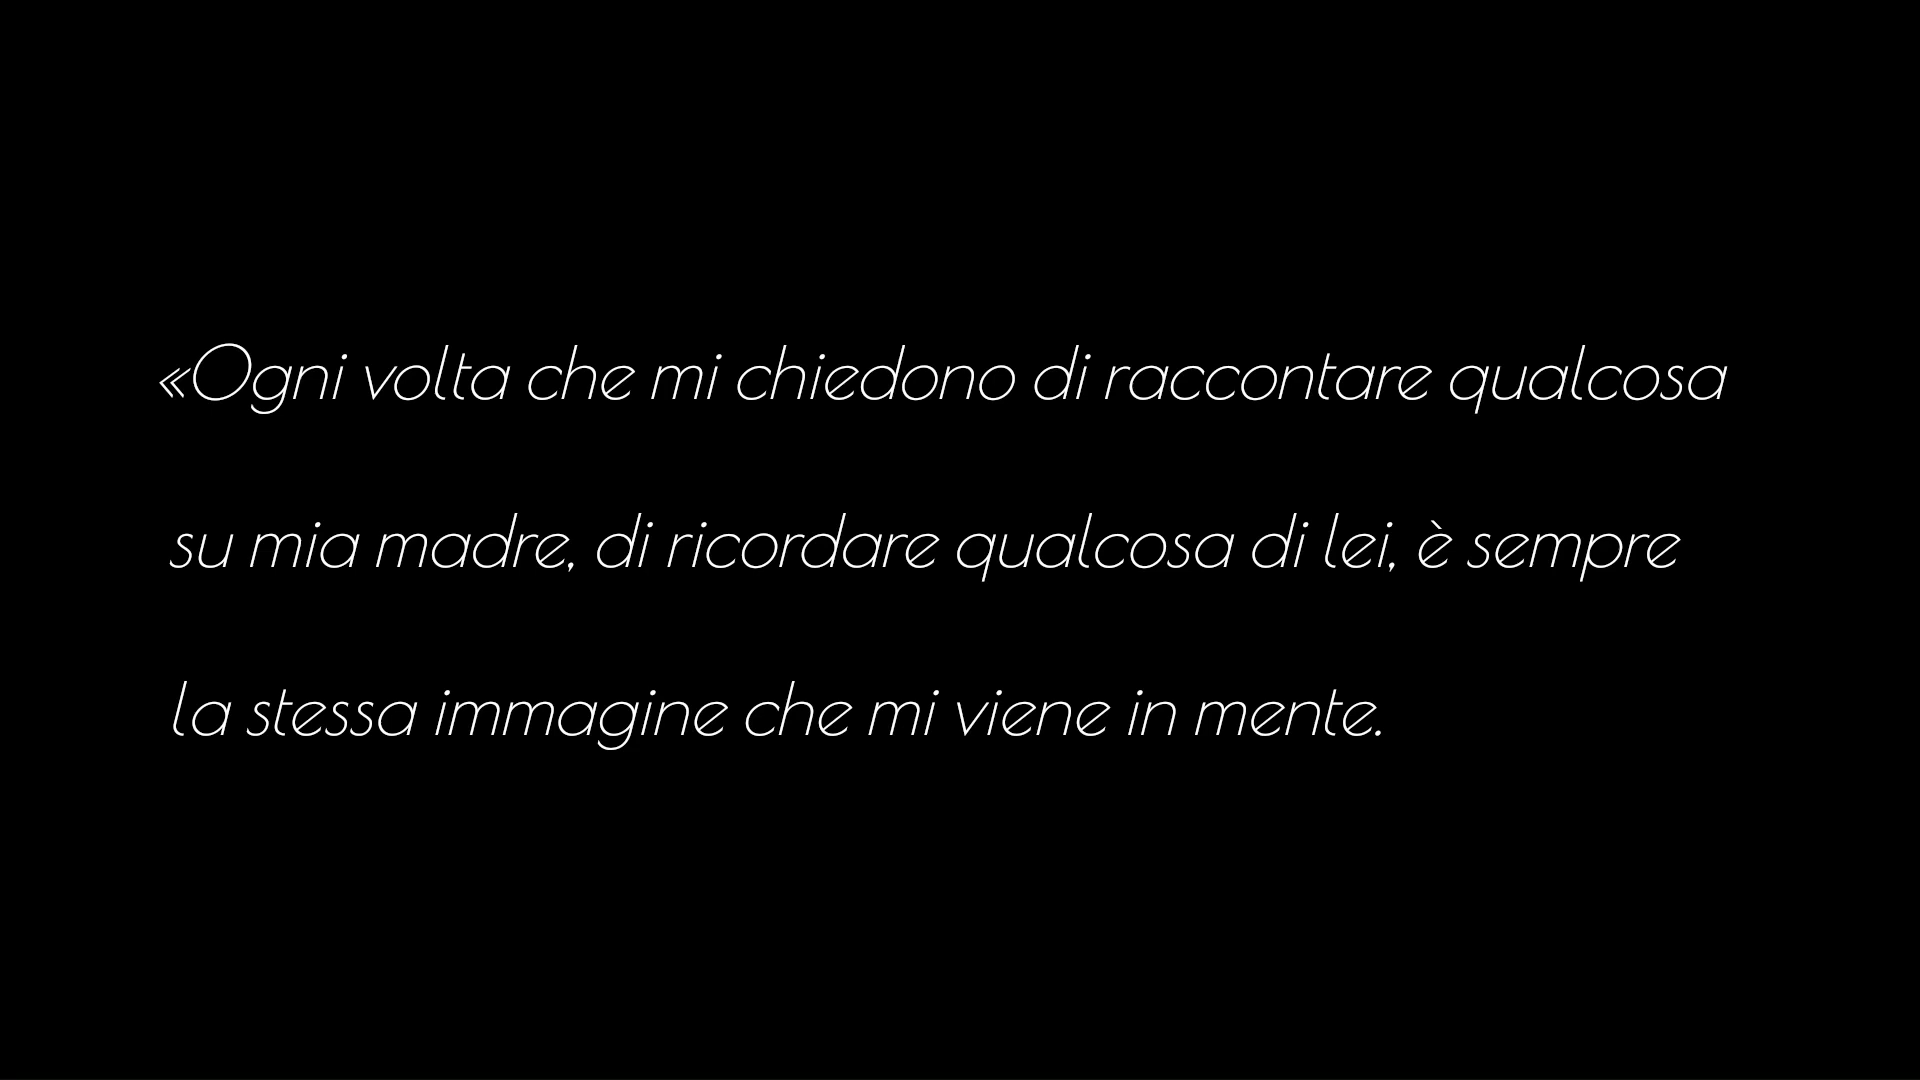 «Ogni volta che mi chiedono di raccontare qualcosa
su mia madre, di ricordare qualcosa di lei, è sempre
la stessa immagine che mi viene in mente.